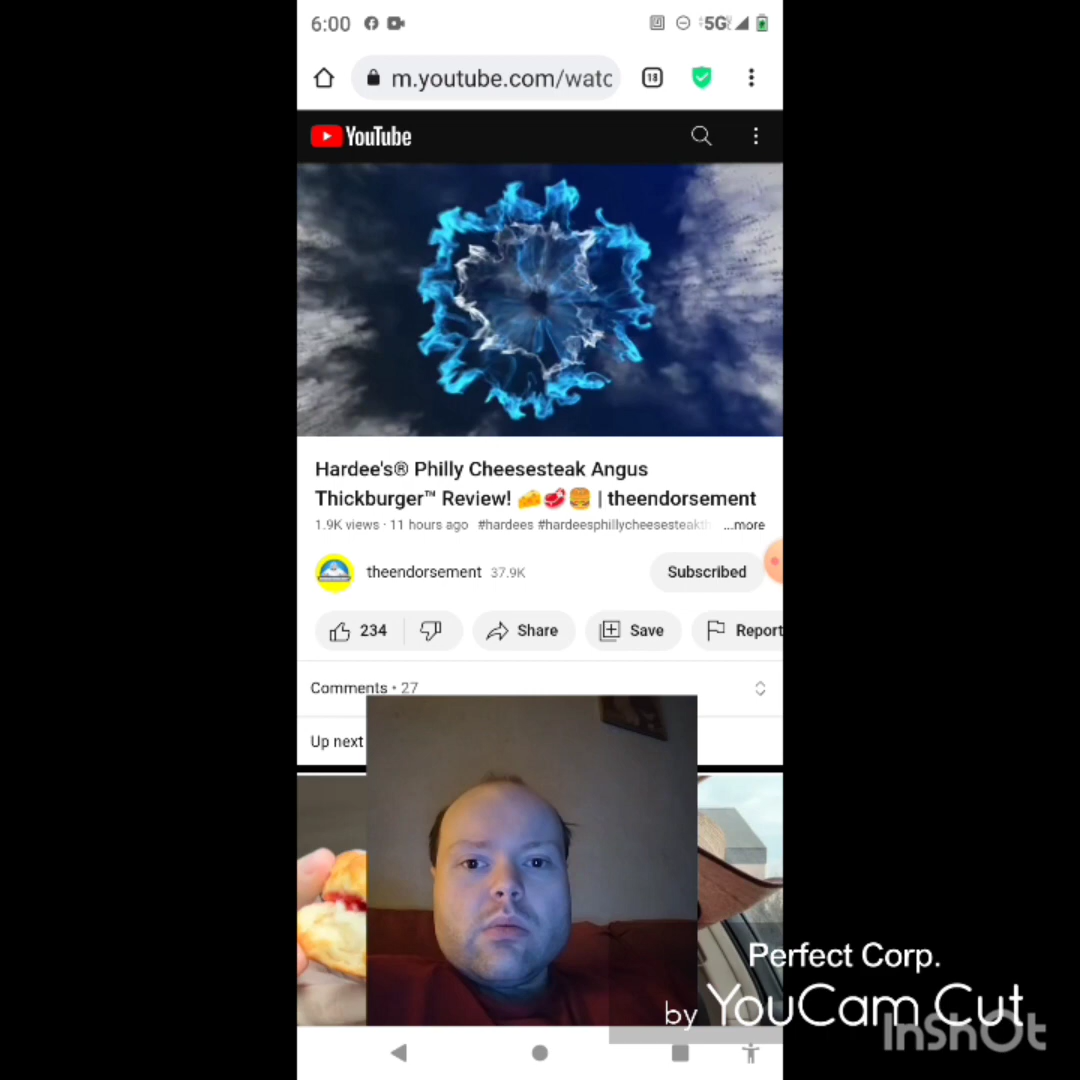 6:00
5G
m.youtube.com/watc
18
YouTube
Hardee's® Philly Cheesesteak Angus
Thickburger™ Review! 🧀🥩🍔 | theendorsement
1.9K views · 11 hours ago #hardees #hardeesphillycheesesteakth ...more
theendorsement 37.9K
Subscribed
234
Share
Save
Report
Comments • 27
Up next
Perfect Corp.
by YouCam Cut
InShOt